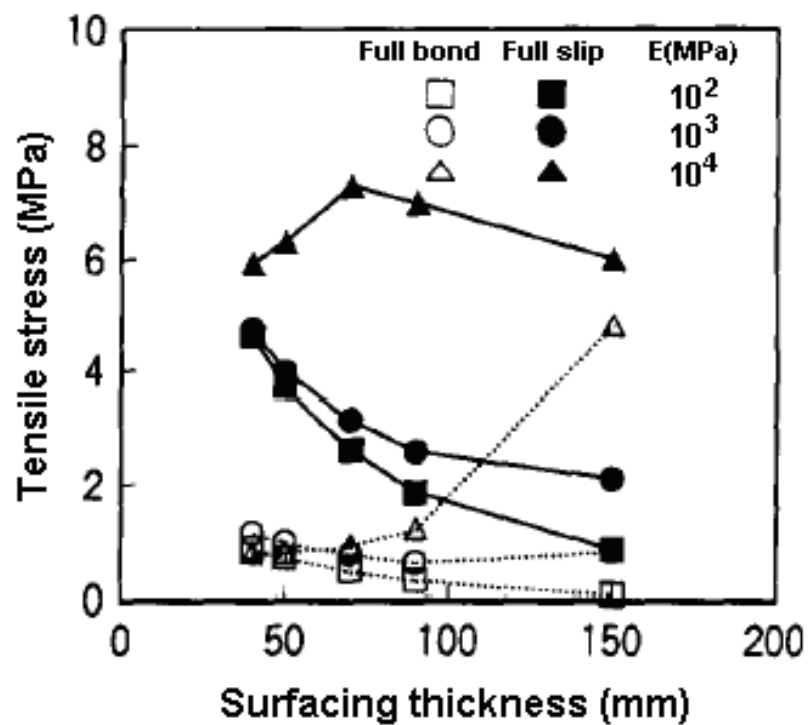 10
Full bond Full slip E(MPa)
10²
8
10³
10⁴
6
4
2
0
0 50 100 150 200
Tensile stress (MPa)
Surfacing thickness (mm)